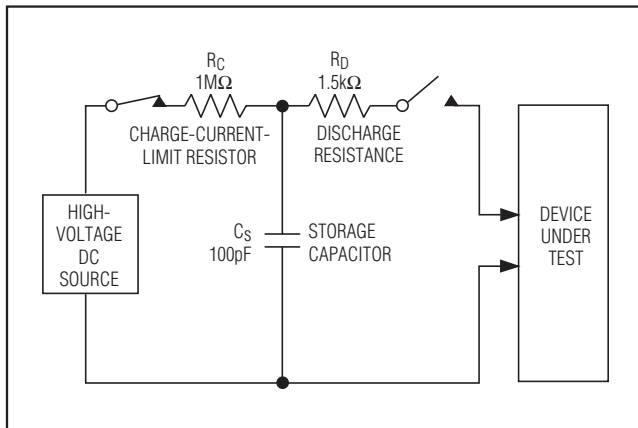 R_C
1MΩ
CHARGE-CURRENT-
LIMIT RESISTOR
R_D
1.5kΩ
DISCHARGE
RESISTANCE
HIGH-
VOLTAGE
DC
SOURCE
C_S
100pF
STORAGE
CAPACITOR
DEVICE
UNDER
TEST